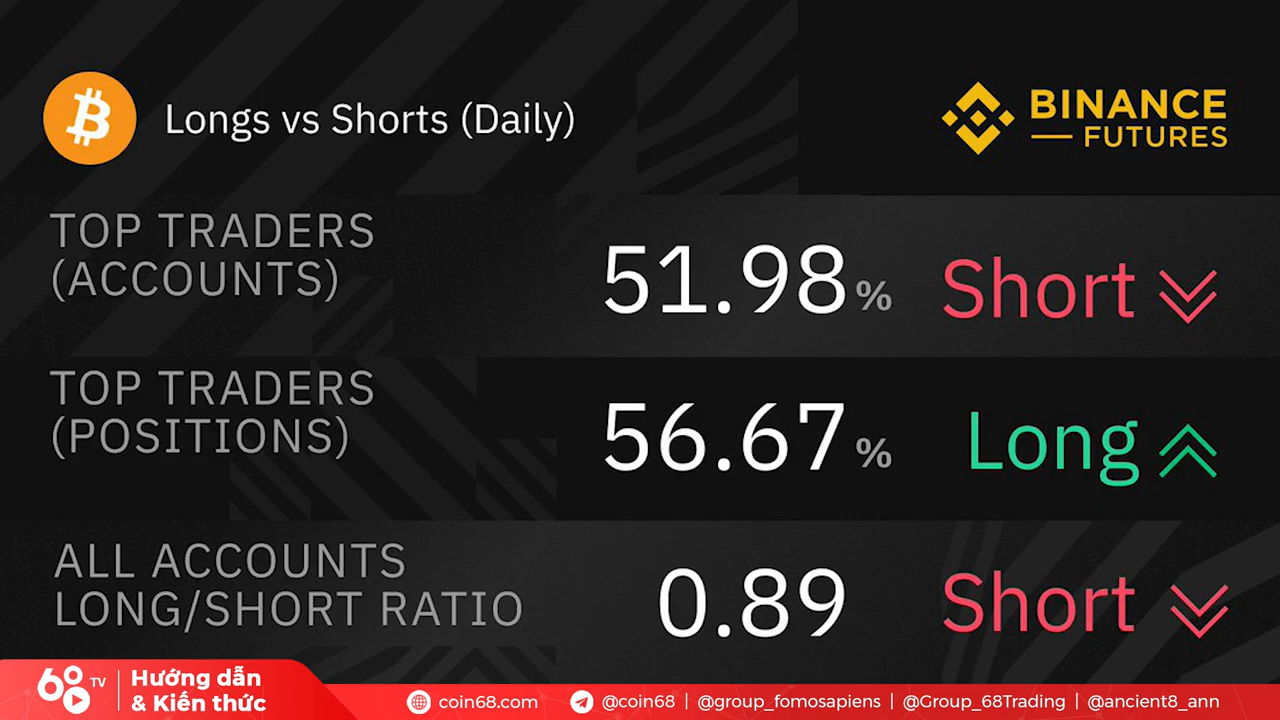 Longs vs Shorts (Daily)
BINANCE
FUTURES
TOP TRADERS
(ACCOUNTS)
51.98 %
Short
TOP TRADERS
(POSITIONS)
56.67 %
Long
ALL ACCOUNTS
LONG/SHORT RATIO
0.89
Short
68 TV
Hướng dẫn
& Kiến thức
coin68.com
@coin68 | @group_fomosapiens | @Group_68Trading | @ancient8_ann